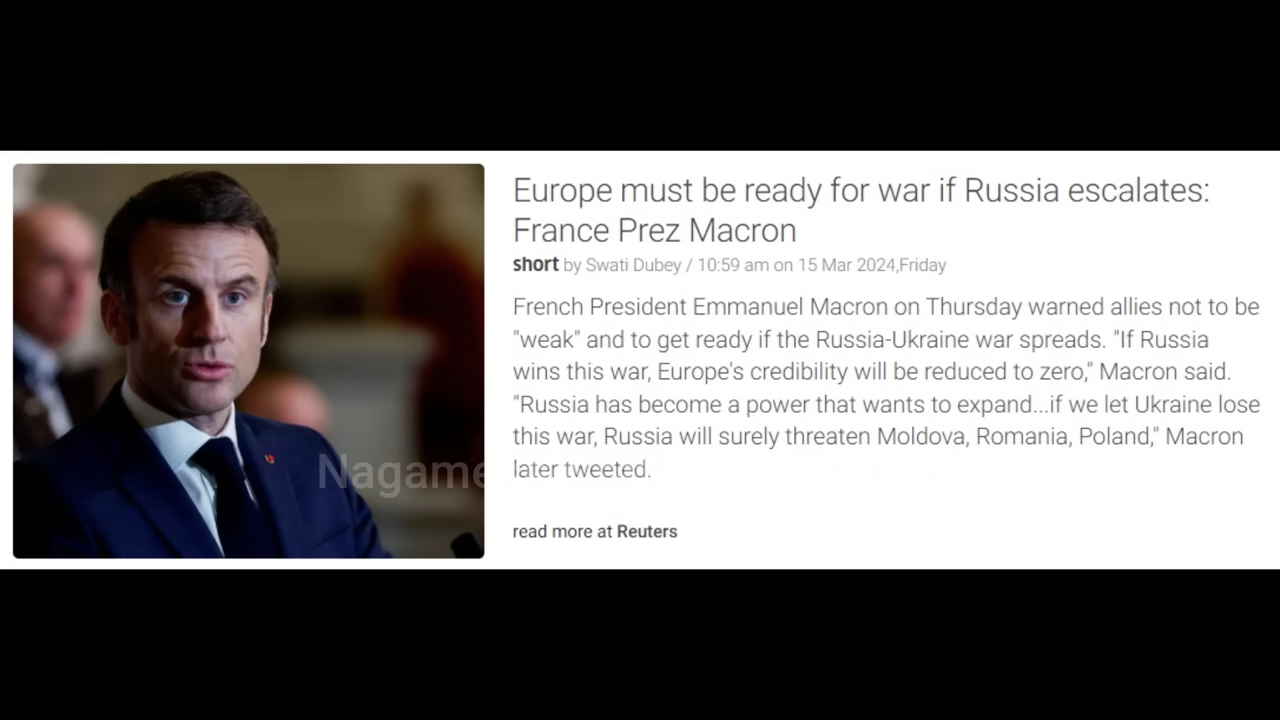 Europe must be ready for war if Russia escalates:
France Prez Macron
short by Swati Dubey / 10:59 am on 15 Mar 2024,Friday
French President Emmanuel Macron on Thursday warned allies not to be
"weak" and to get ready if the Russia-Ukraine war spreads. "If Russia
wins this war, Europe's credibility will be reduced to zero," Macron said.
"Russia has become a power that wants to expand...if we let Ukraine lose
this war, Russia will surely threaten Moldova, Romania, Poland," Macron
later tweeted.
read more at Reuters